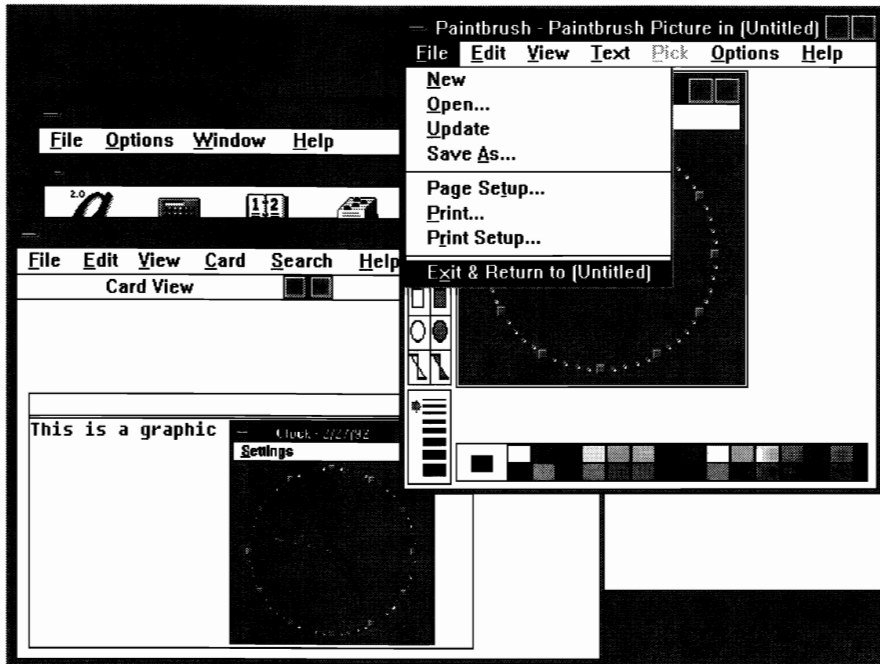 Paintbrush - Paintbrush Picture in (Untitled)
File Edit View Text Pick Options Help
New
Open...
Update
Save As...
Page Setup...
Print...
Print Setup...
Exit & Return to (Untitled)
File Options Window Help
2.0
12
File Edit View Card Search Help
Card View
This is a graphic
Clock - 2/27/92
Settings